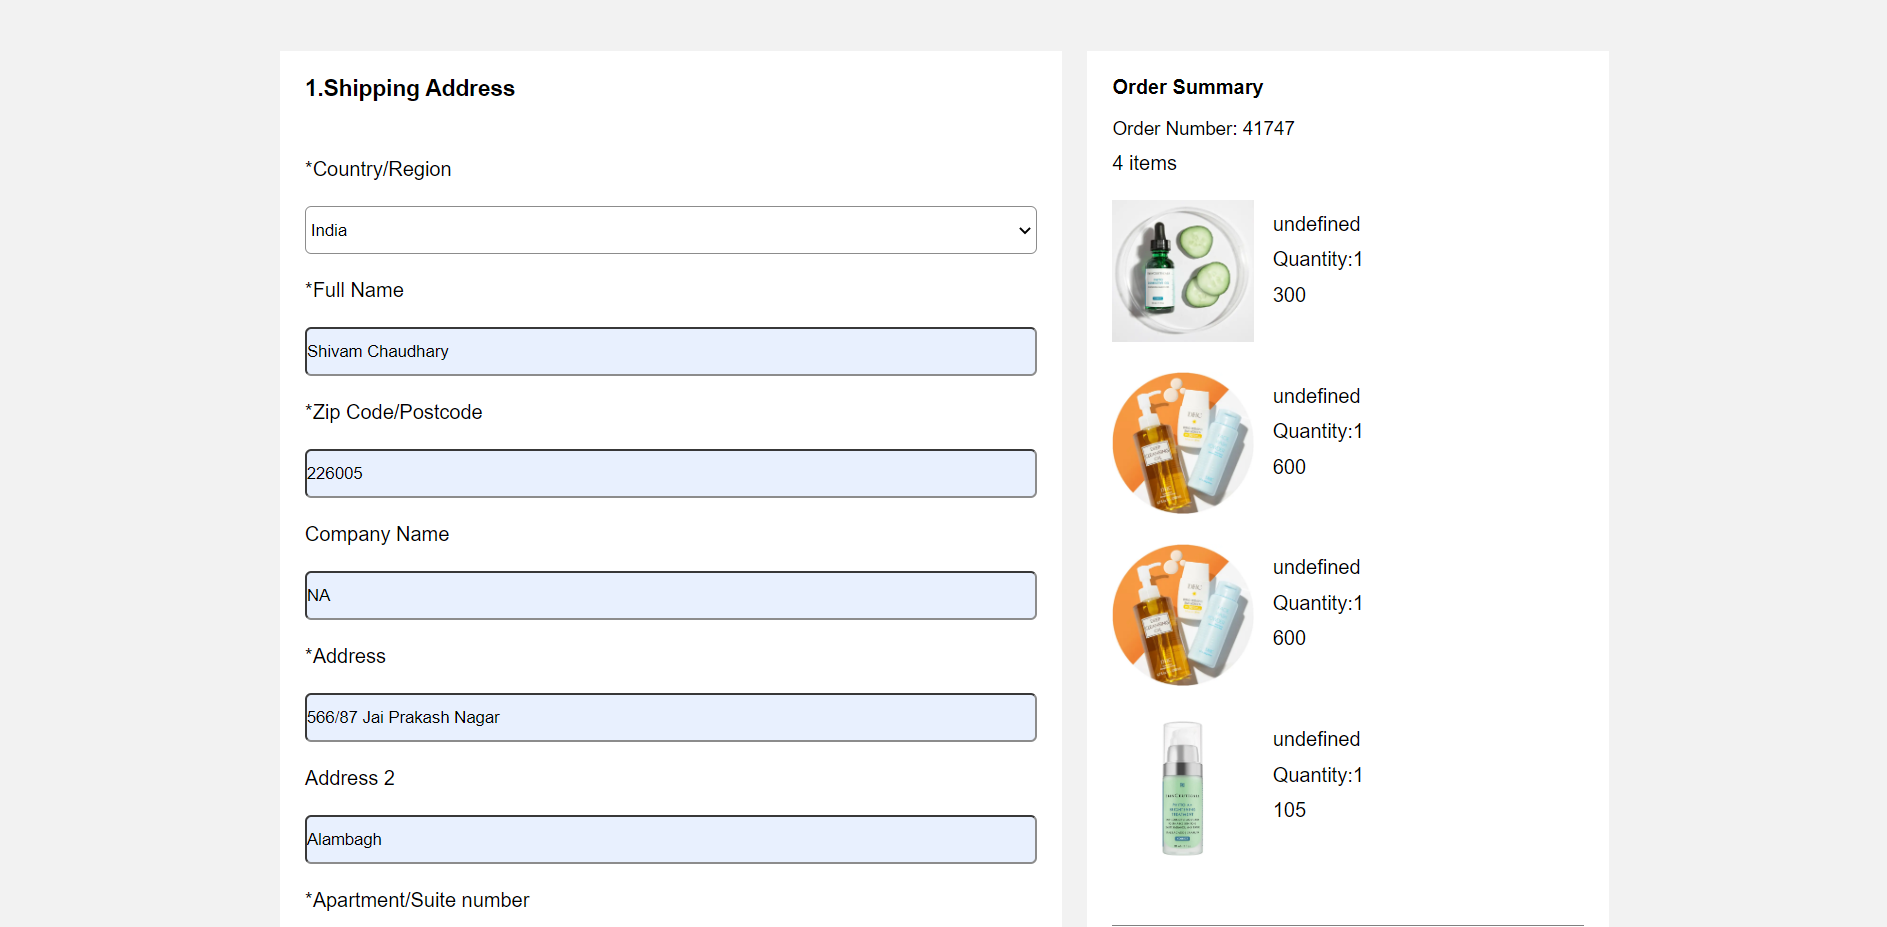 1.Shipping Address
*Country/Region
India
*Full Name
Shivam Chaudhary
*Zip Code/Postcode
226005
Company Name
NA
*Address
566/87 Jai Prakash Nagar
Address 2
Alambagh
*Apartment/Suite number
Order Summary
Order Number: 41747
4 items
undefined
Quantity:1
300
undefined
Quantity:1
600
undefined
Quantity:1
600
undefined
Quantity:1
105